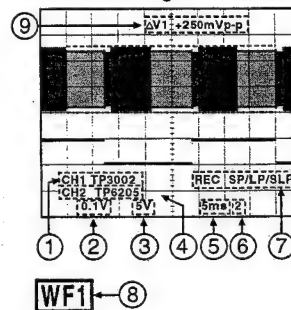 ⑨ △V1 +250mVp-p
CH1 TP3002 REC SP/LP/SLP
CH2 TP6205
0.1V 5V 5ms 2
① ② ③ ④ ⑤ ⑥ ⑦
WF1 ⑧